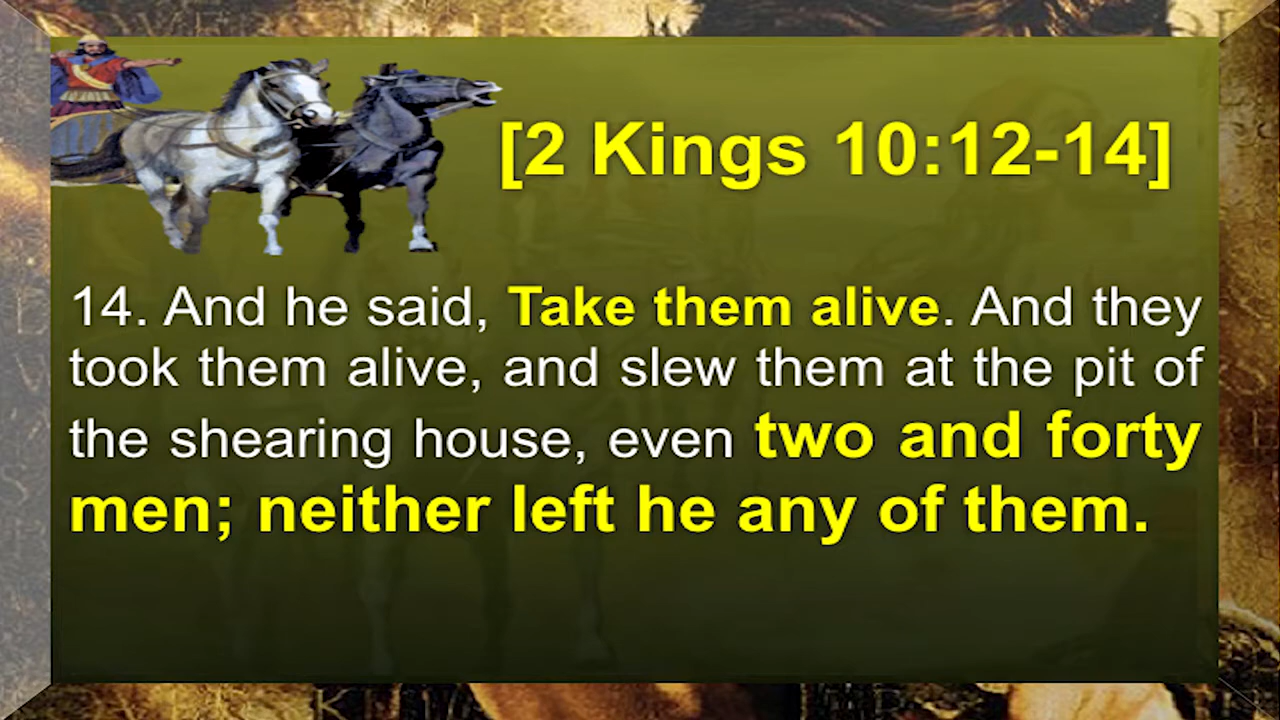 [2 Kings 10:12-14]
14. And he said, Take them alive. And they
took them alive, and slew them at the pit of
the shearing house, even two and forty
men; neither left he any of them.